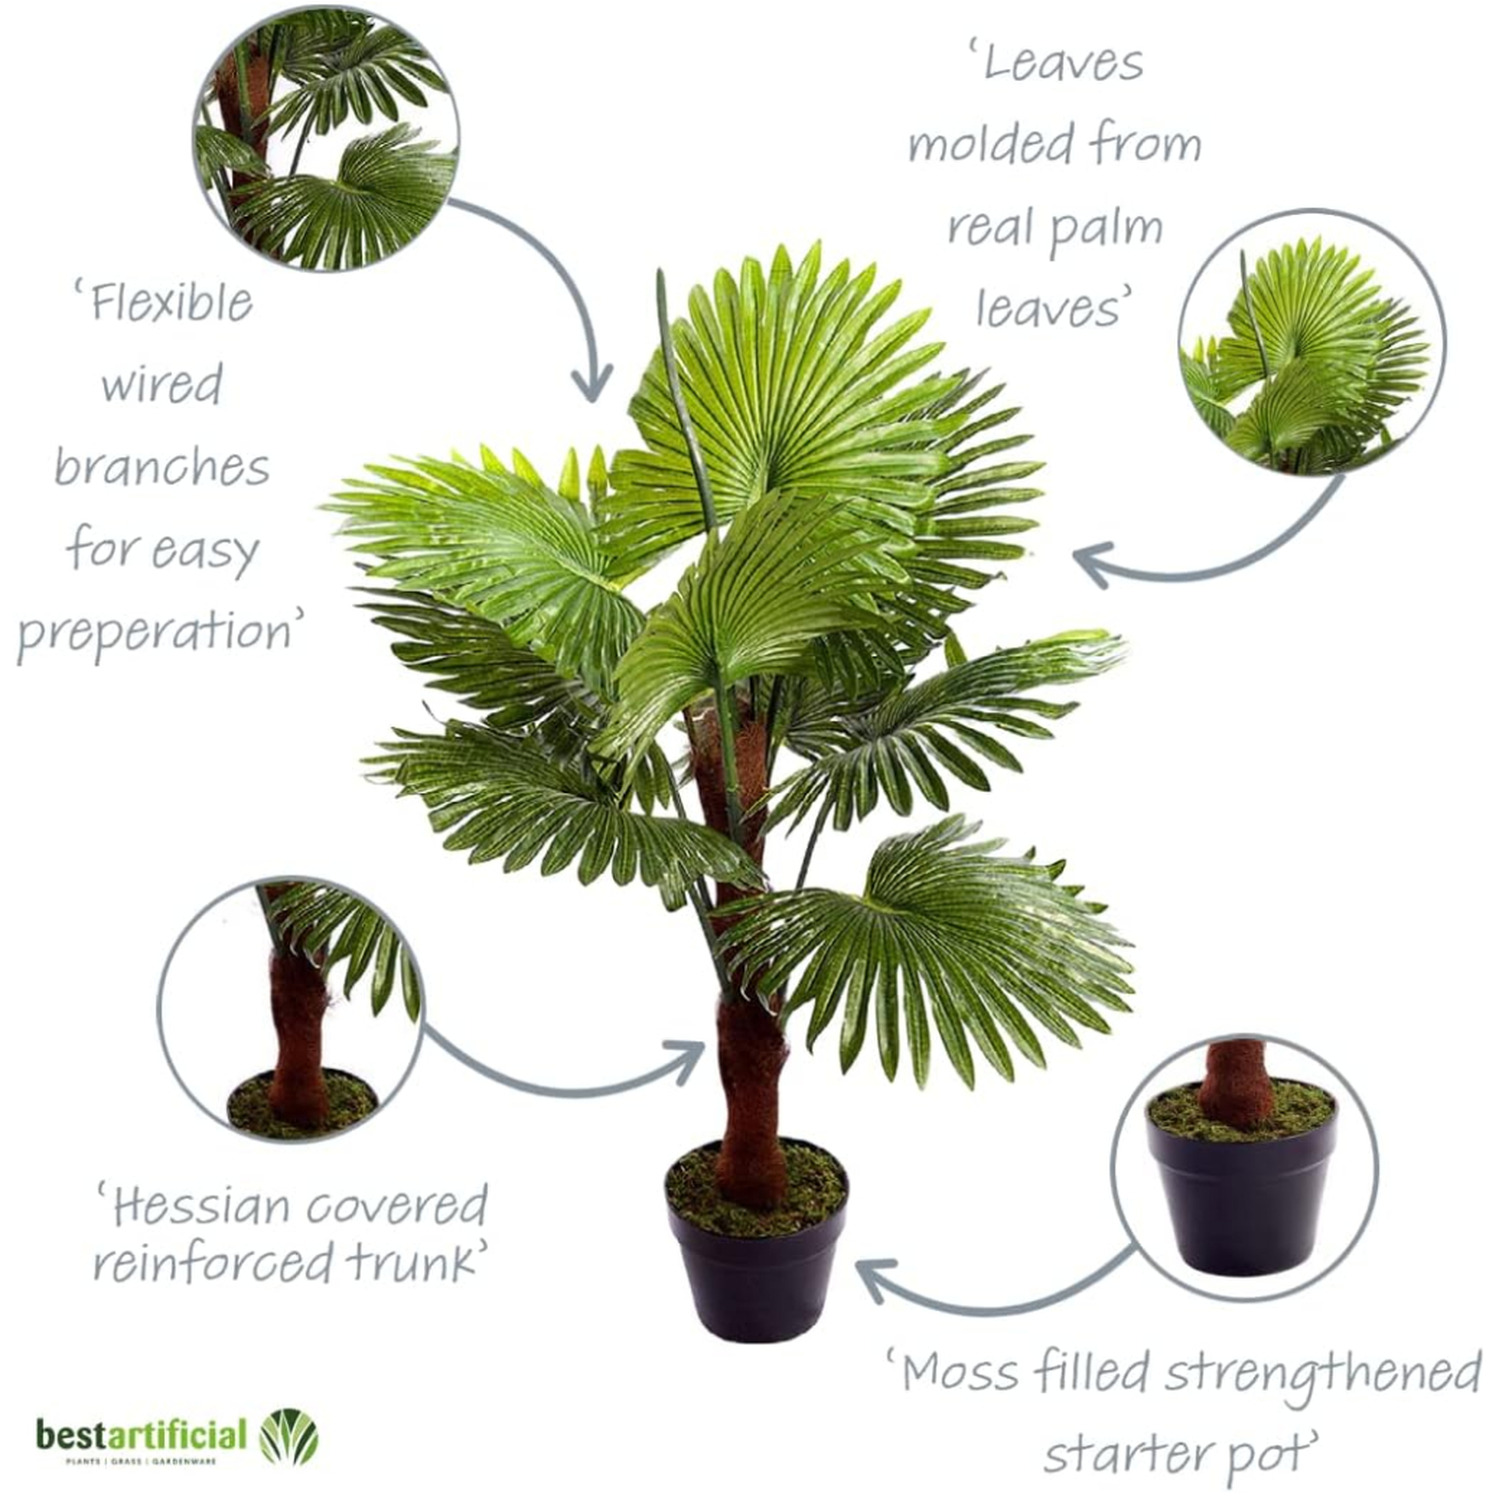 ‘Leaves
molded from
real palm
leaves’
‘Flexible
wired
branches
for easy
preperation’
‘Hessian covered
reinforced trunk’
‘Moss filled strengthened
starter pot’
bestartificial
PLANTS | GRASS | GARDENWARE